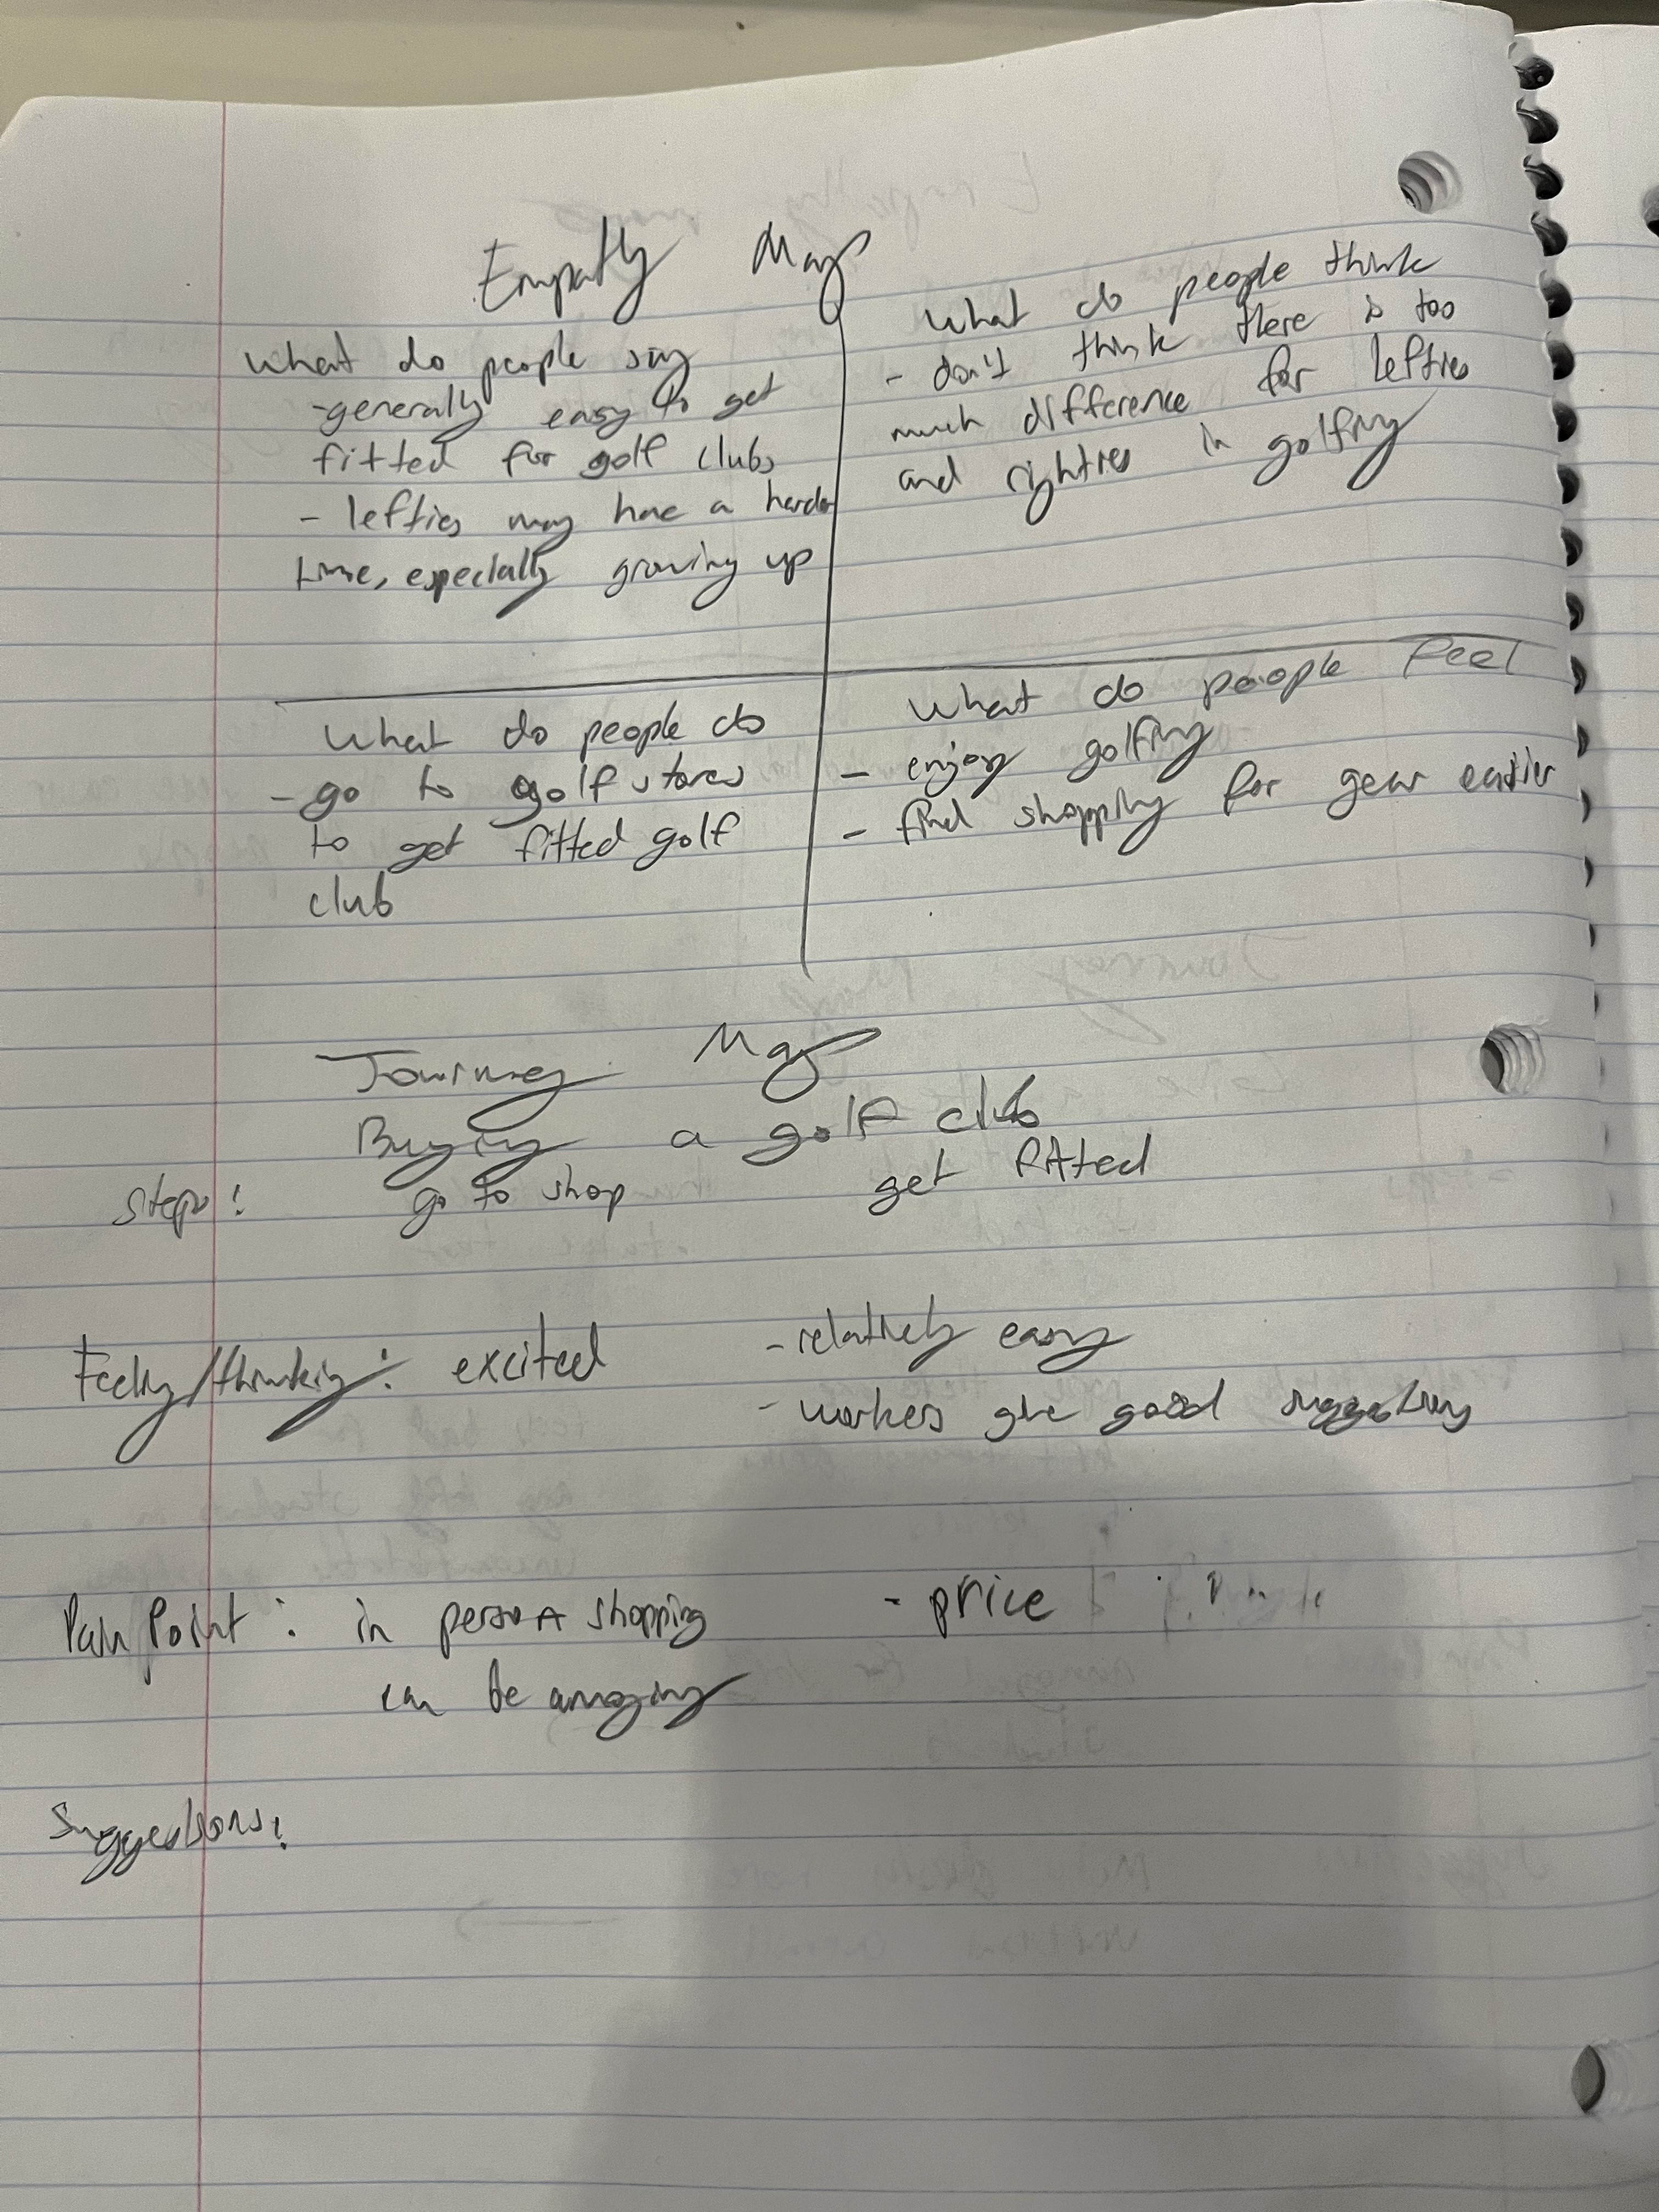 Empathy Map
What do people say
-generally easy to get
fitted for golf clubs
- lefties may have a harder
time, especially growing up
What do people think
- don't think there is too
much difference for lefties
and righties in golfing
What do people do
- go to golf stores
to get fitted golf
club
What do people feel
- enjoy golfing
- find shopping for gear easier
Journey Map
Buying a golf club
Steps: go to shop get fitted
Feeling/thinking: excited - relatively easy
- workers give good suggestions
Pain Point: in person shopping - price
can be annoying
Suggestions: